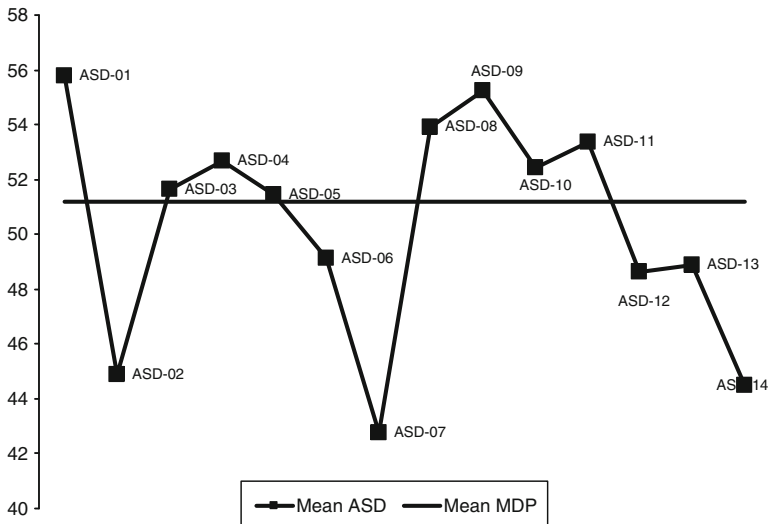 58
56
54
51
50
48
46
44
42
40
ASD-01
ASD-02
ASD-03
ASD-04
ASD-05
ASD-06
ASD-07
ASD-08
ASD-09
ASD-10
ASD-11
ASD-12
ASD-13
Mean ASD
Mean MDP